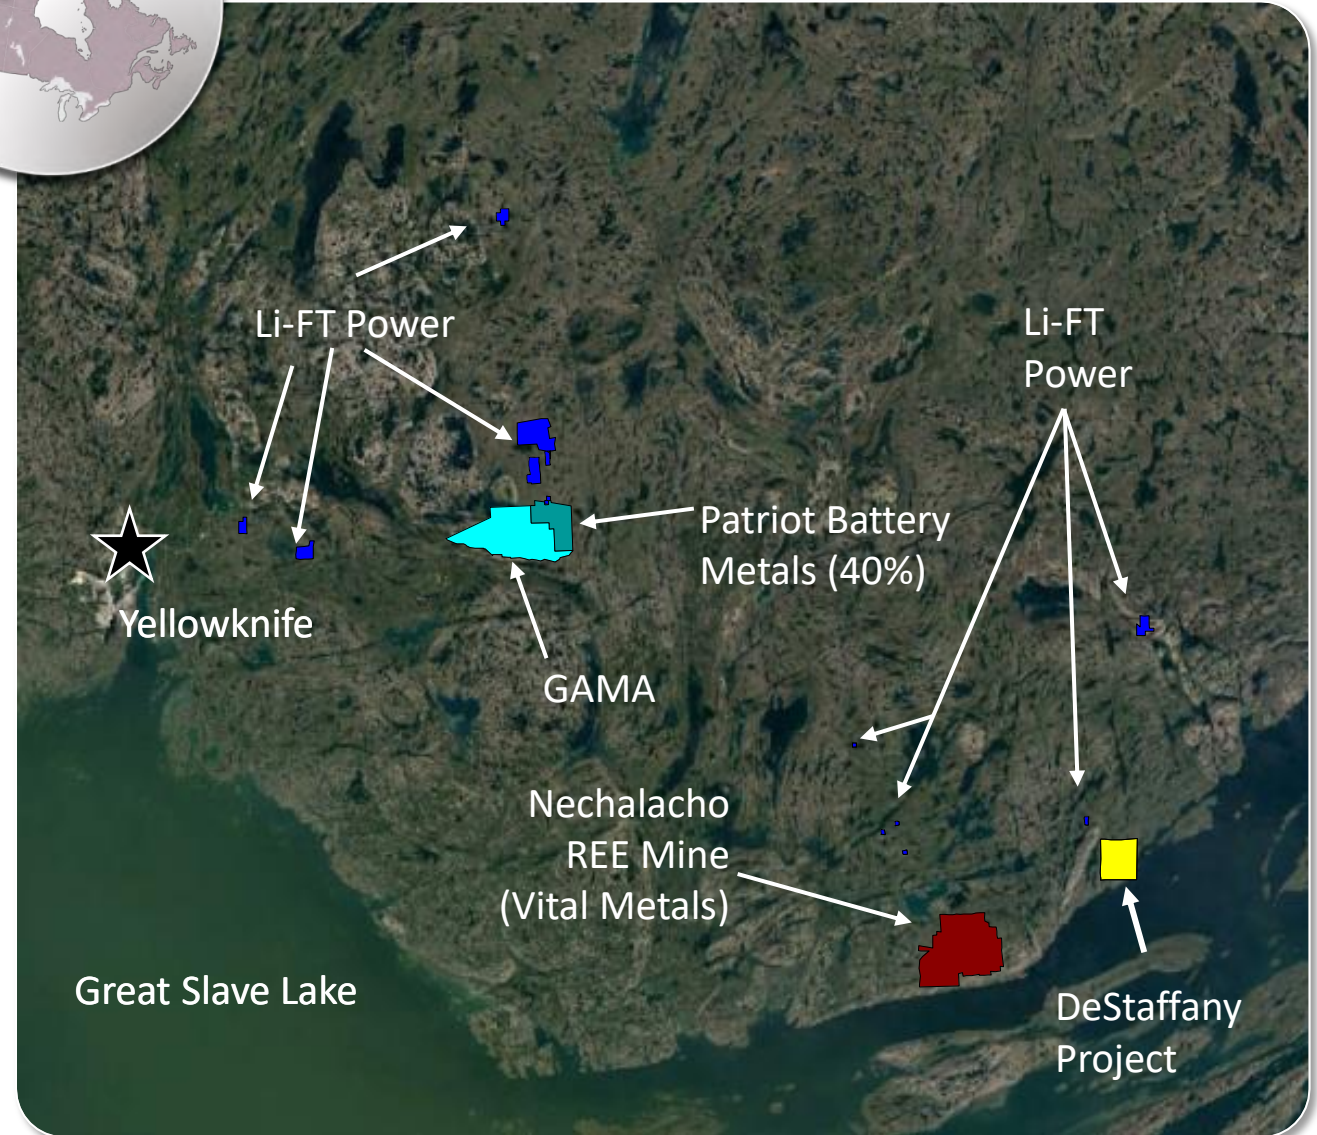 Li-FT Power
Li-FT
Power
Patriot Battery
Metals (40%)
Yellowknife
GAMA
Nechalacho
REE Mine
(Vital Metals)
Great Slave Lake
DeStaffany
Project